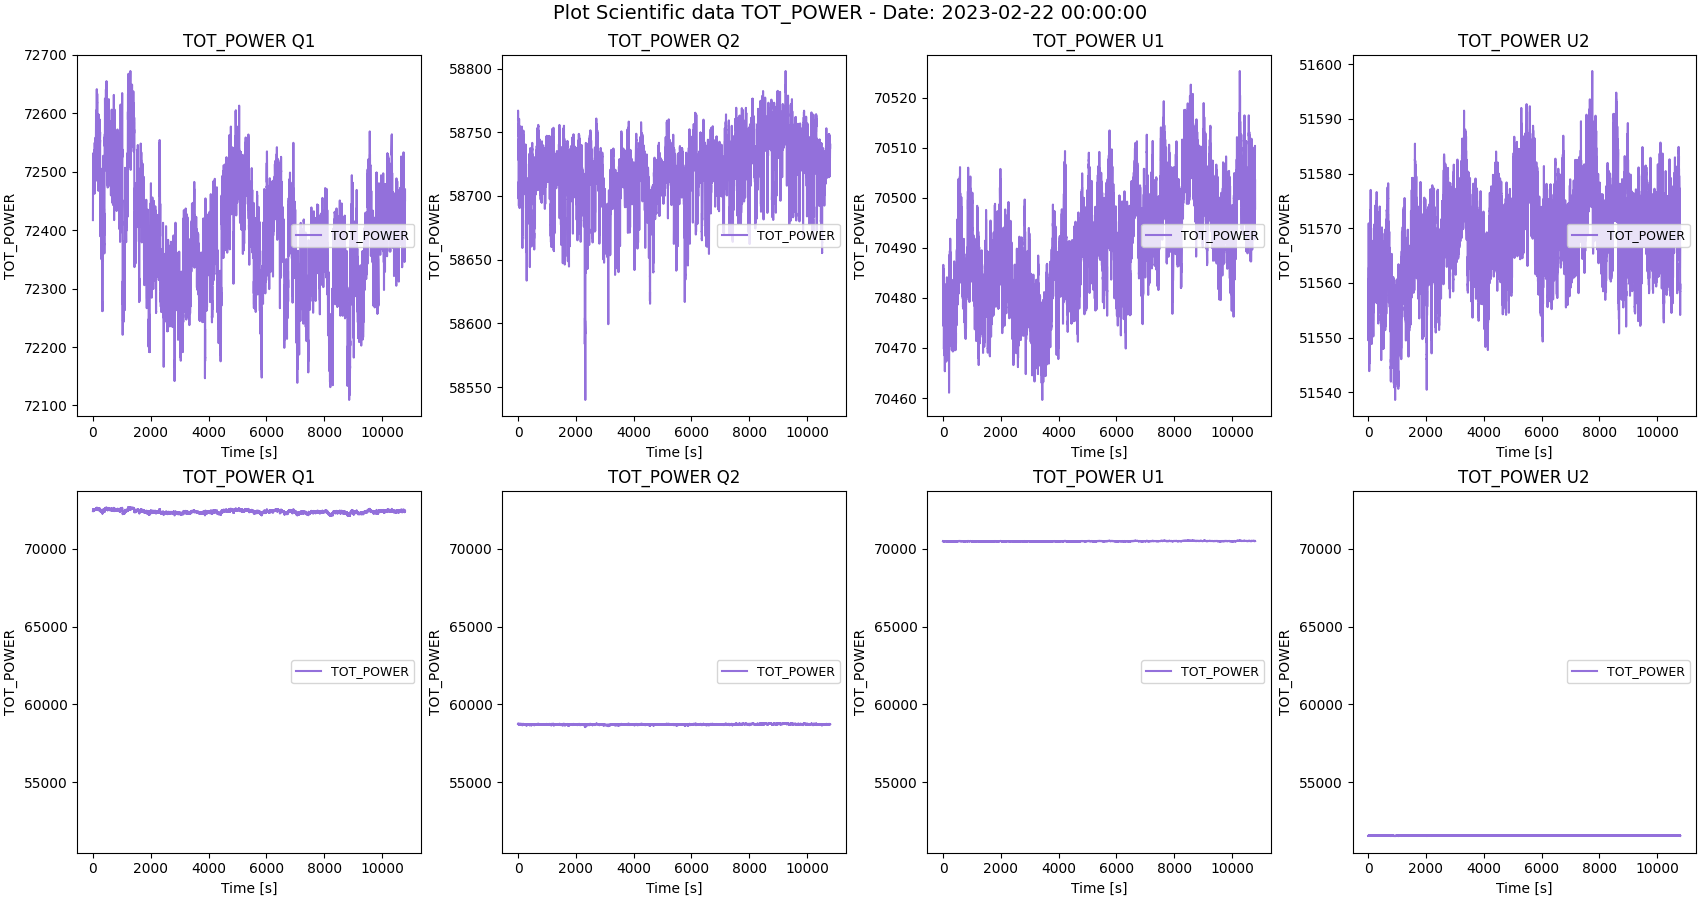 Plot Scientific data TOT_POWER - Date: 2023-02-22 00:00:00
TOT_POWER Q1
TOT_POWER
72700
72600
72500
72400
72300
72200
72100
TOT_POWER
0 2000 4000 6000 8000 10000
Time [s]
TOT_POWER Q2
TOT_POWER
58800
58750
58700
58650
58600
58550
TOT_POWER
0 2000 4000 6000 8000 10000
Time [s]
TOT_POWER U1
TOT_POWER
70520
70510
70500
70490
70480
70470
70460
TOT_POWER
0 2000 4000 6000 8000 10000
Time [s]
TOT_POWER U2
TOT_POWER
51600
51590
51580
51570
51560
51550
51540
TOT_POWER
0 2000 4000 6000 8000 10000
Time [s]
TOT_POWER Q1
TOT_POWER
70000
65000
60000
55000
TOT_POWER
0 2000 4000 6000 8000 10000
Time [s]
TOT_POWER Q2
TOT_POWER
70000
65000
60000
55000
TOT_POWER
0 2000 4000 6000 8000 10000
Time [s]
TOT_POWER U1
TOT_POWER
70000
65000
60000
55000
TOT_POWER
0 2000 4000 6000 8000 10000
Time [s]
TOT_POWER U2
TOT_POWER
70000
65000
60000
55000
TOT_POWER
0 2000 4000 6000 8000 10000
Time [s]